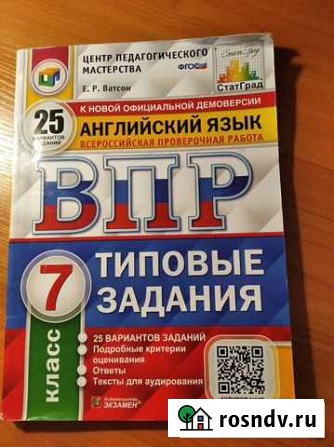 ЦЕНТР ПЕДАГОГИЧЕСКОГО
МАСТЕРСТВА
ФГОС
СтатГрад
Е. Р. Ватсон
К НОВОЙ ОФИЦИАЛЬНОЙ ДЕМОВЕРСИИ
25
ВАРИАНТОВ
ЗАДАНИЙ
АНГЛИЙСКИЙ ЯЗЫК
ВСЕРОССИЙСКАЯ ПРОВЕРОЧНАЯ РАБОТА
ВПР
7
КЛАСС
ТИПОВЫЕ
ЗАДАНИЯ
25 ВАРИАНТОВ ЗАДАНИЙ
Подробные критерии
оценивания
Ответы
Тексты для аудирования
Издательство
ЭКЗАМЕН
rosndv.ru